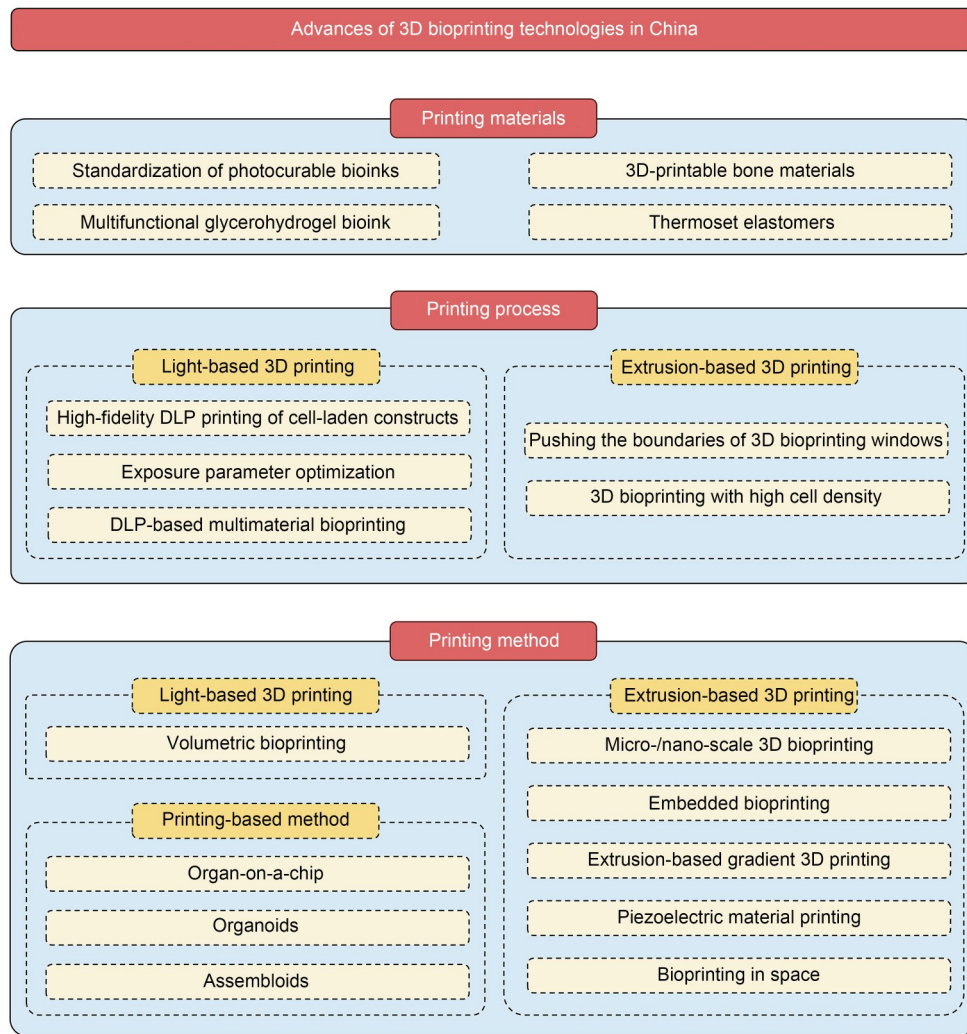 Advances of 3D bioprinting technologies in China
Printing materials
Standardization of photocurable bioinks
3D-printable bone materials
Multifunctional glycerohydrogel bioink
Thermoset elastomers
Printing process
Light-based 3D printing
High-fidelity DLP printing of cell-laden constructs
Exposure parameter optimization
DLP-based multimaterial bioprinting
Extrusion-based 3D printing
Pushing the boundaries of 3D bioprinting windows
3D bioprinting with high cell density
Printing method
Light-based 3D printing
Volumetric bioprinting
Printing-based method
Organ-on-a-chip
Organoids
Assembloids
Extrusion-based 3D printing
Micro-/nano-scale 3D bioprinting
Embedded bioprinting
Extrusion-based gradient 3D printing
Piezoelectric material printing
Bioprinting in space